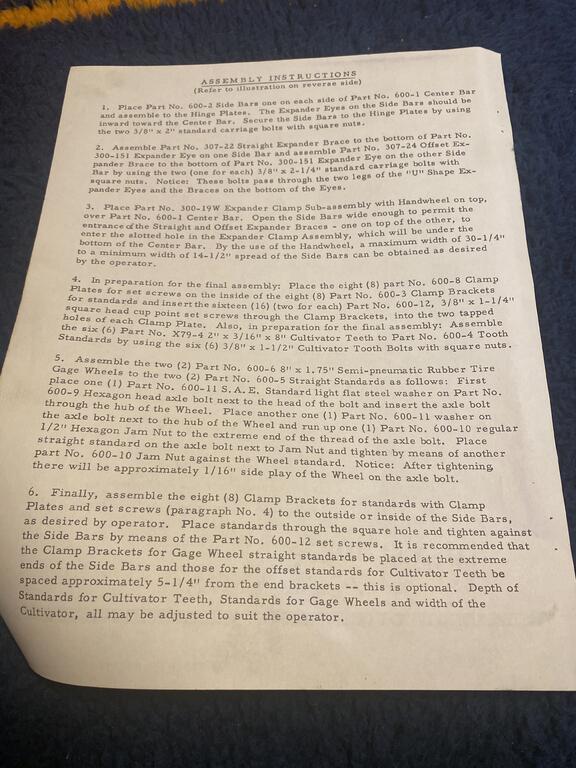 ASSEMBLY INSTRUCTIONS
(Refer to illustration on reverse side)
1. Place Part No. 600-2 Side Bars one on each side of Part No. 600-1 Center Bar
and assemble to the Hinge Plates. The Expander Eyes on the Side Bars should be
inward toward the Center Bar. Secure the Side Bars to the Hinge Plates by using
the two 3/8" x 2" standard carriage bolts with square nuts.
2. Assemble Part No. 307-22 Straight Expander Brace to the bottom of Part No.
300-151 Expander Eye on one Side Bar and assemble Part No. 307-24 Offset Ex-
pander Brace to the bottom of Part No. 300-151 Expander Eye on the other Side
Bar by using the two (one for each) 3/8" x 2-1/4" standard carriage bolts with
square nuts. Notice: These bolts pass through the two legs of the "U" Shape Ex-
pander Eyes and the Braces on the bottom of the Eyes.
3. Place Part No. 300-19W Expander Clamp Sub-assembly with Handwheel on top,
over Part No. 600-1 Center Bar. Open the Side Bars wide enough to permit the
entrance of the Straight and Offset Expander Braces - one on top of the other, to
enter the slotted hole in the Expander Clamp Assembly, which will be under the
bottom of the Center Bar. By the use of the Handwheel, a maximum width of 30-1/4"
to a minimum width of 14-1/2" spread of the Side Bars can be obtained as desired
by the operator.
4. In preparation for the final assembly: Place the eight (8) part No. 600-8 Clamp
Plates for set screws on the inside of the eight (8) Part No. 600-3 Clamp Brackets
for standards and insert the sixteen (16) (two for each) Part No. 600-12, 3/8" x 1-1/4"
square head cup point set screws through the Clamp Brackets, into the two tapped
holes of each Clamp Plate. Also, in preparation for the final assembly: Assemble
the six (6) Part No. X79-4 2" x 3/16" x 8" Cultivator Teeth to Part No. 600-4 Tooth
Standards by using the six (6) 3/8" x 1-1/2" Cultivator Tooth Bolts with square nuts.
5. Assemble the two (2) Part No. 600-6 8" x 1.75" Semi-pneumatic Rubber Tire
Gage Wheels to the two (2) Part No. 600-5 Straight Standards as follows: First
place one (1) Part No. 600-11 S.A.E. Standard light flat steel washer on Part No.
600-9 Hexagon head axle bolt next to the head of the bolt and insert the axle bolt
through the hub of the Wheel. Place another one (1) Part No. 600-11 washer on
the axle bolt next to the hub of the Wheel and run up one (1) Part No. 600-10 regular
1/2" Hexagon Jam Nut to the extreme end of the thread of the axle bolt. Place
straight standard on the axle bolt next to Jam Nut and tighten by means of another
part No. 600-10 Jam Nut against the Wheel standard. Notice: After tightening,
there will be approximately 1/16" side play of the Wheel on the axle bolt.
6. Finally, assemble the eight (8) Clamp Brackets for standards with Clamp
Plates and set screws (paragraph No. 4) to the outside or inside of the Side Bars,
as desired by operator. Place standards through the square hole and tighten against
the Side Bars by means of the Part No. 600-12 set screws. It is recommended that
the Clamp Brackets for Gage Wheel straight standards be placed at the extreme
ends of the Side Bars and those for the offset standards for Cultivator Teeth be
spaced approximately 5-1/4" from the end brackets -- this is optional. Depth of
Standards for Cultivator Teeth, Standards for Gage Wheels and width of the
Cultivator, all may be adjusted to suit the operator.